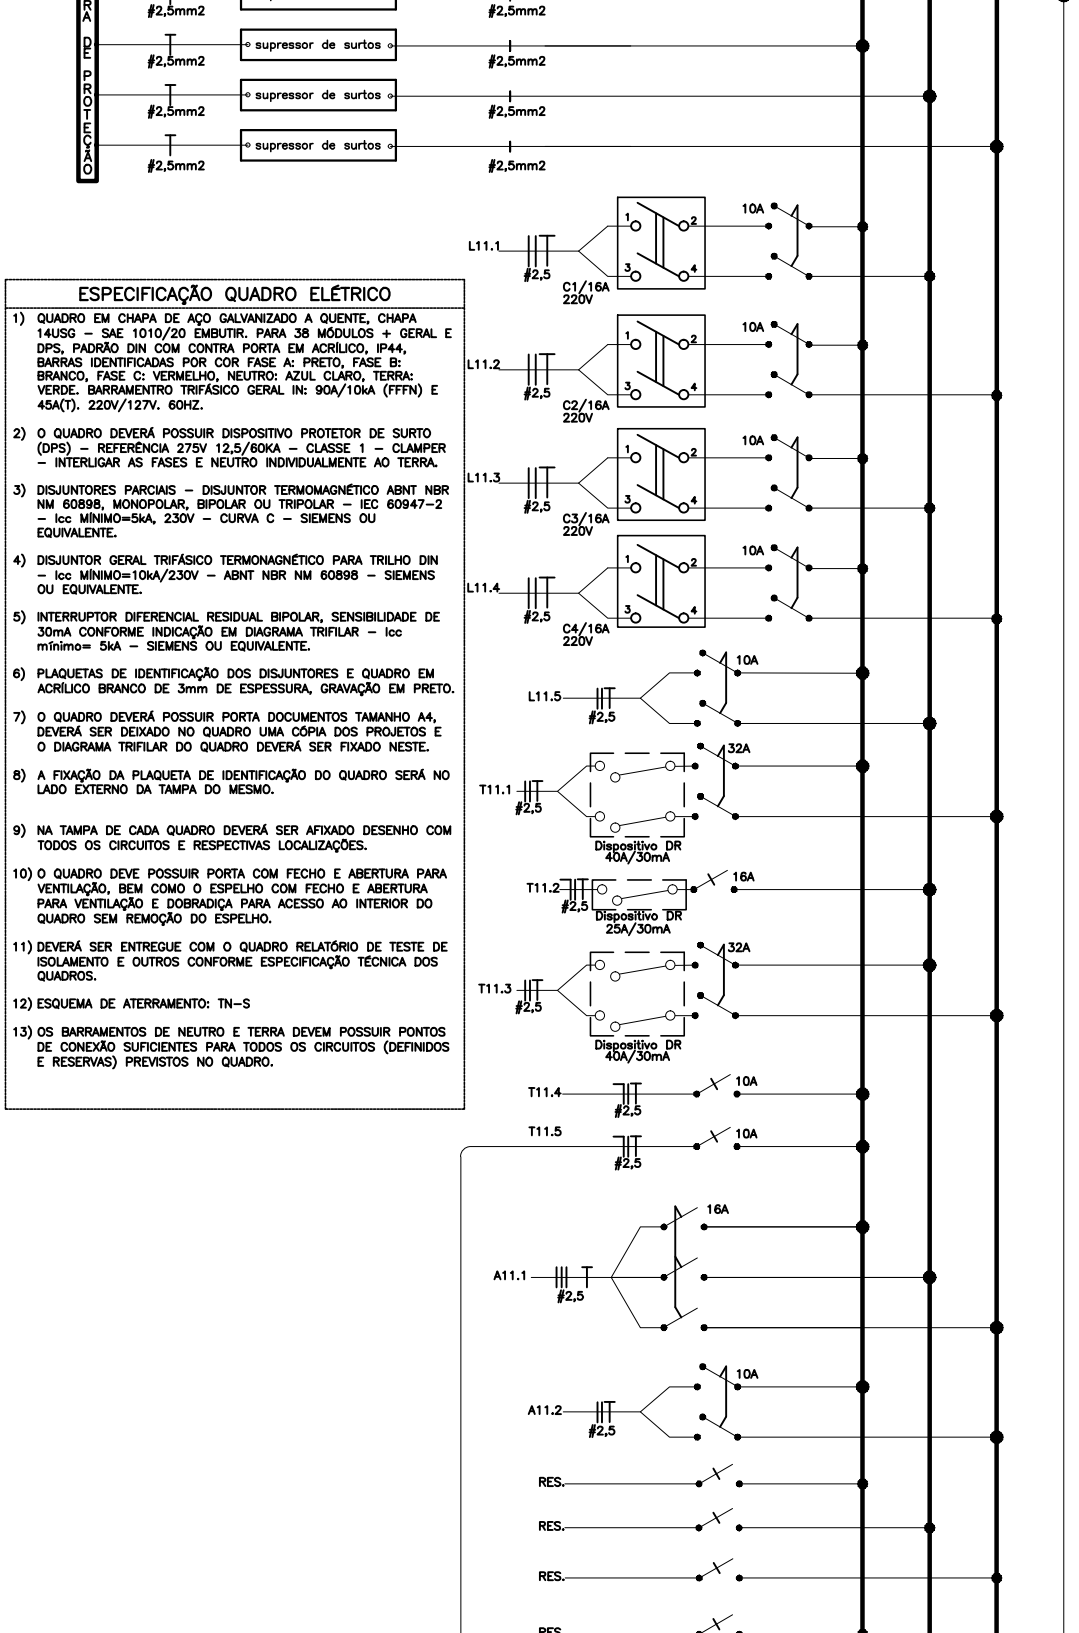 #2,5mm2 #2,5mm2
RA DE PROTEÇÃO
supressor de surtos
#2,5mm2 #2,5mm2
supressor de surtos
#2,5mm2 #2,5mm2
supressor de surtos
#2,5mm2 #2,5mm2
ESPECIFICAÇÃO QUADRO ELÉTRICO
1) QUADRO EM CHAPA DE AÇO GALVANIZADO A QUENTE, CHAPA
14USG – SAE 1010/20 EMBUTIR. PARA 38 MÓDULOS + GERAL E
DPS, PADRÃO DIN COM CONTRA PORTA EM ACRÍLICO, IP44,
BARRAS IDENTIFICADAS POR COR FASE A: PRETO, FASE B:
BRANCO, FASE C: VERMELHO, NEUTRO: AZUL CLARO, TERRA:
VERDE. BARRAMENTRO TRIFÁSICO GERAL IN: 90A/10kA (FFFN) E
45A(T). 220V/127V. 60HZ.
2) O QUADRO DEVERÁ POSSUIR DISPOSITIVO PROTETOR DE SURTO
(DPS) – REFERÊNCIA 275V 12,5/60KA – CLASSE 1 – CLAMPER
– INTERLIGAR AS FASES E NEUTRO INDIVIDUALMENTE AO TERRA.
3) DISJUNTORES PARCIAIS – DISJUNTOR TERMOMAGNÉTICO ABNT NBR
NM 60898, MONOPOLAR, BIPOLAR OU TRIPOLAR – IEC 60947–2
– Icc MÍNIMO=5kA, 230V – CURVA C – SIEMENS OU
EQUIVALENTE.
4) DISJUNTOR GERAL TRIFÁSICO TERMONAGNÉTICO PARA TRILHO DIN
– Icc MÍNIMO=10kA/230V – ABNT NBR NM 60898 – SIEMENS
OU EQUIVALENTE.
5) INTERRUPTOR DIFERENCIAL RESIDUAL BIPOLAR, SENSIBILIDADE DE
30mA CONFORME INDICAÇÃO EM DIAGRAMA TRIFILAR – Icc
mínimo= 5kA – SIEMENS OU EQUIVALENTE.
6) PLAQUETAS DE IDENTIFICAÇÃO DOS DISJUNTORES E QUADRO EM
ACRÍLICO BRANCO DE 3mm DE ESPESSURA, GRAVAÇÃO EM PRETO.
7) O QUADRO DEVERÁ POSSUIR PORTA DOCUMENTOS TAMANHO A4,
DEVERÁ SER DEIXADO NO QUADRO UMA CÓPIA DOS PROJETOS E
O DIAGRAMA TRIFILAR DO QUADRO DEVERÁ SER FIXADO NESTE.
8) A FIXAÇÃO DA PLAQUETA DE IDENTIFICAÇÃO DO QUADRO SERÁ NO
LADO EXTERNO DA TAMPA DO MESMO.
9) NA TAMPA DE CADA QUADRO DEVERÁ SER AFIXADO DESENHO COM
TODOS OS CIRCUITOS E RESPECTIVAS LOCALIZAÇÕES.
10) O QUADRO DEVE POSSUIR PORTA COM FECHO E ABERTURA PARA
VENTILAÇÃO, BEM COMO O ESPELHO COM FECHO E ABERTURA
PARA VENTILAÇÃO E DOBRADIÇA PARA ACESSO AO INTERIOR DO
QUADRO SEM REMOÇÃO DO ESPELHO.
11) DEVERÁ SER ENTREGUE COM O QUADRO RELATÓRIO DE TESTE DE
ISOLAMENTO E OUTROS CONFORME ESPECIFICAÇÃO TÉCNICA DOS
QUADROS.
12) ESQUEMA DE ATERRAMENTO: TN–S
13) OS BARRAMENTOS DE NEUTRO E TERRA DEVEM POSSUIR PONTOS
DE CONEXÃO SUFICIENTES PARA TODOS OS CIRCUITOS (DEFINIDOS
E RESERVAS) PREVISTOS NO QUADRO.
10A
1 2
L11.1
#2,5
3 4
C1/16A
220V
10A
1 2
L11.2
#2,5
3 4
C2/16A
220V
10A
1 2
L11.3
#2,5
3 4
C3/16A
220V
10A
1 2
L11.4
#2,5
3 4
C4/16A
220V
10A
L11.5
#2,5
32A
T11.1
#2,5
Dispositivo DR
40A/30mA
16A
T11.2
#2,5
Dispositivo DR
25A/30mA
32A
T11.3
#2,5
Dispositivo DR
40A/30mA
10A
T11.4
#2,5
T11.5
10A
#2,5
16A
A11.1
#2,5
10A
A11.2
#2,5
RES.
RES.
RES.
RES.